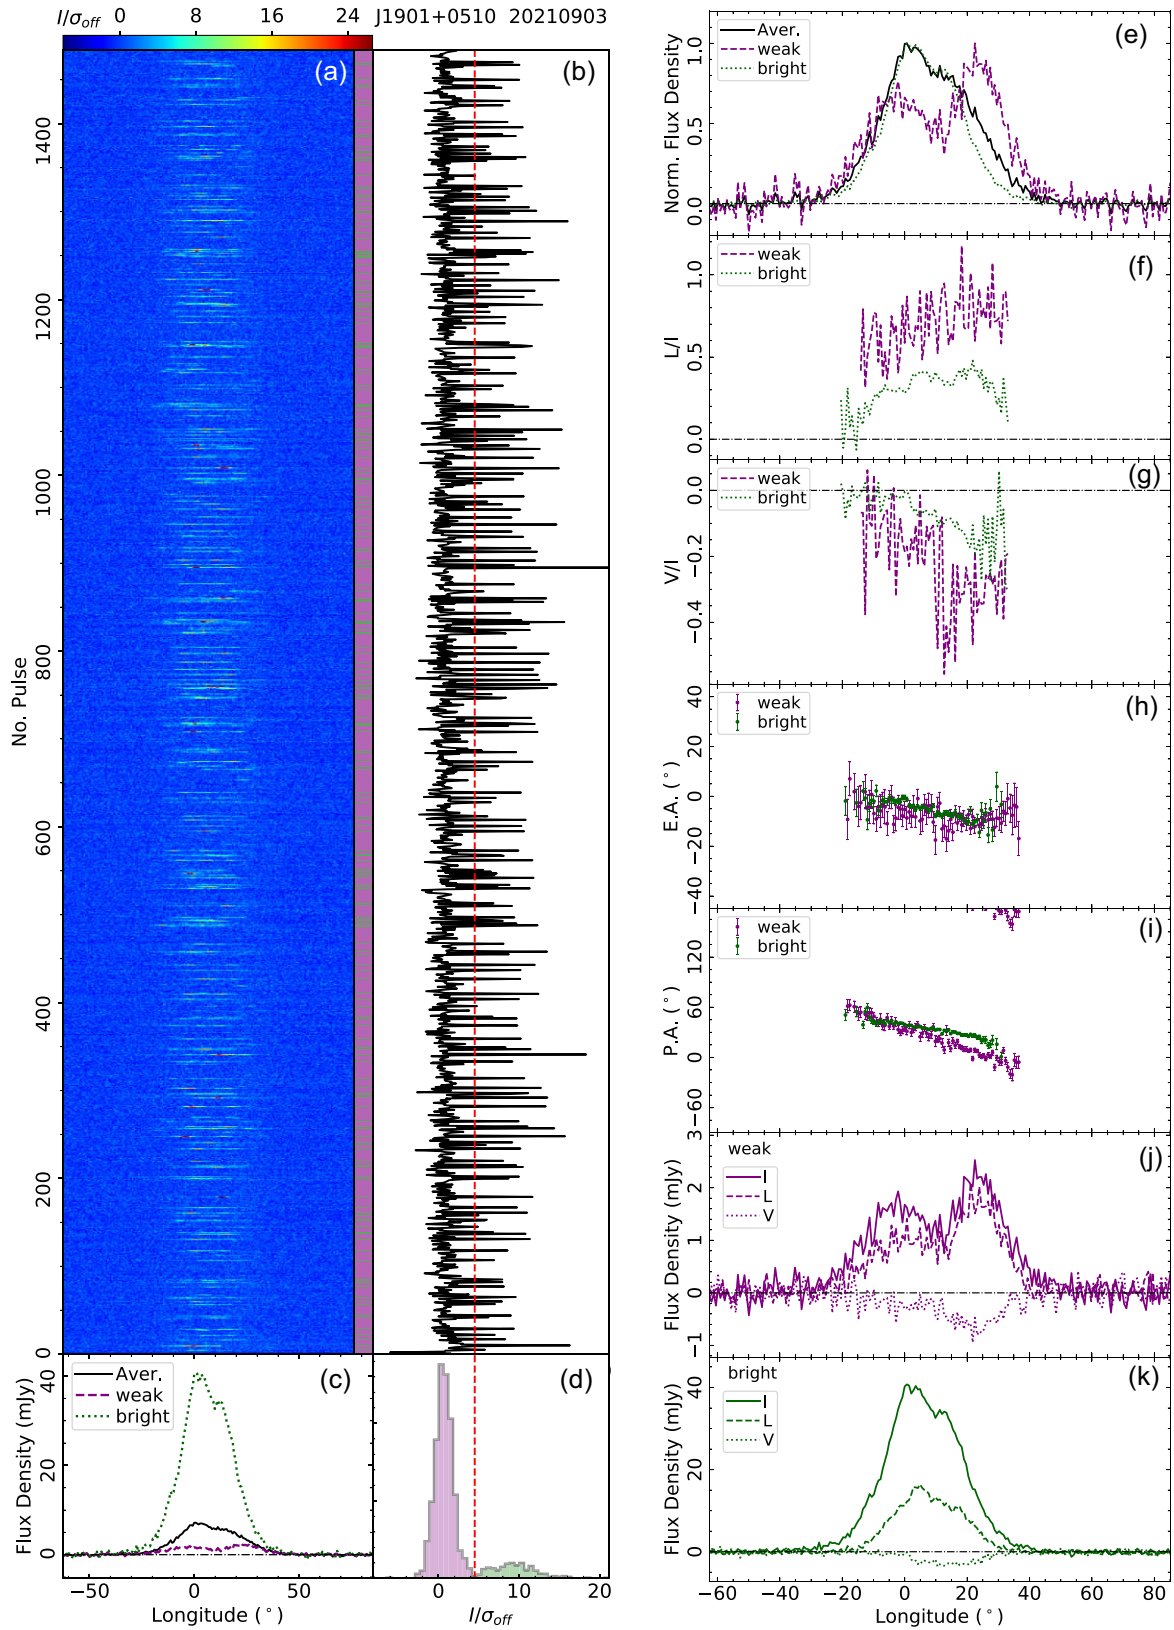 I/σoff 0 8 16 24
J1901+0510 20210903
(a)
(b)
No. Pulse
0
200
400
600
800
1000
1200
1400
(c)
Aver.
weak
bright
Flux Density (mJy)
0
20
40
−50 0 50
Longitude (°)
(d)
0 10 20
I/σoff
(e)
Aver.
weak
bright
Norm. Flux Density
0.0
0.5
1.0
(f)
weak
bright
L/I
0.0
0.5
1.0
(g)
weak
bright
V/I
0.0
−0.2
−0.4
(h)
weak
bright
E.A. (°)
40
20
0
−20
−40
(i)
weak
bright
P.A. (°)
120
60
0
−60
(j)
weak
I
L
V
Flux Density (mJy)
3
2
1
0
−1
(k)
bright
I
L
V
Flux Density (mJy)
40
20
0
−60 −40 −20 0 20 40 60 80
Longitude (°)